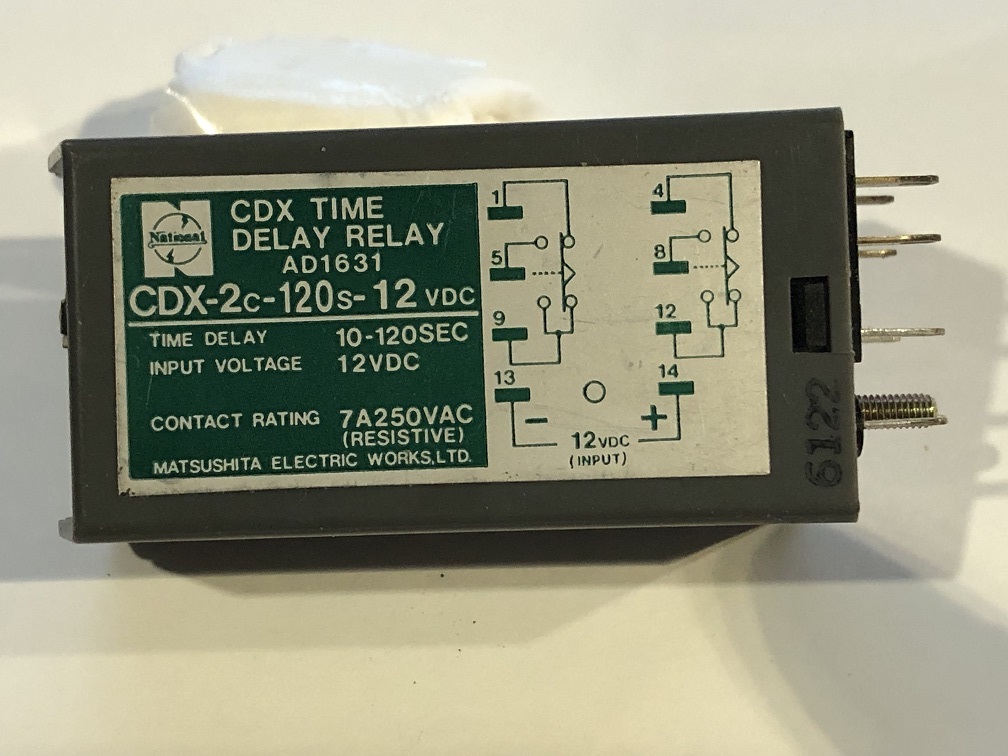 National
CDX TIME
DELAY RELAY
AD1631
CDX-2C-120S-12 VDC
TIME DELAY 10-120SEC
INPUT VOLTAGE 12VDC
CONTACT RATING 7A250VAC
(RESISTIVE)
MATSUSHITA ELECTRIC WORKS,LTD.
1 4
5 8
9 12
13 14
- +
12VDC
(INPUT)
6122